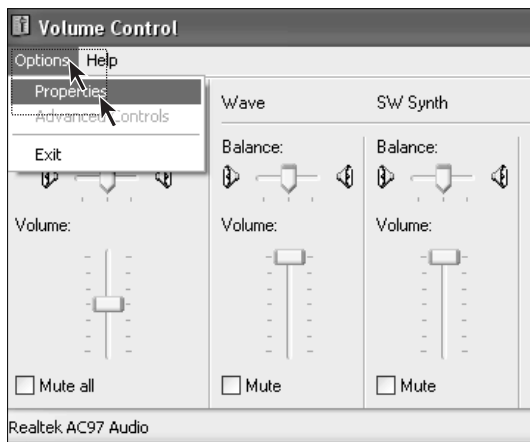 Volume Control
Options Help
Properties
Advanced Controls
Exit
Wave
SW Synth
Balance:
Balance:
Volume:
Volume:
Volume:
Mute all
Mute
Mute
Realtek AC97 Audio